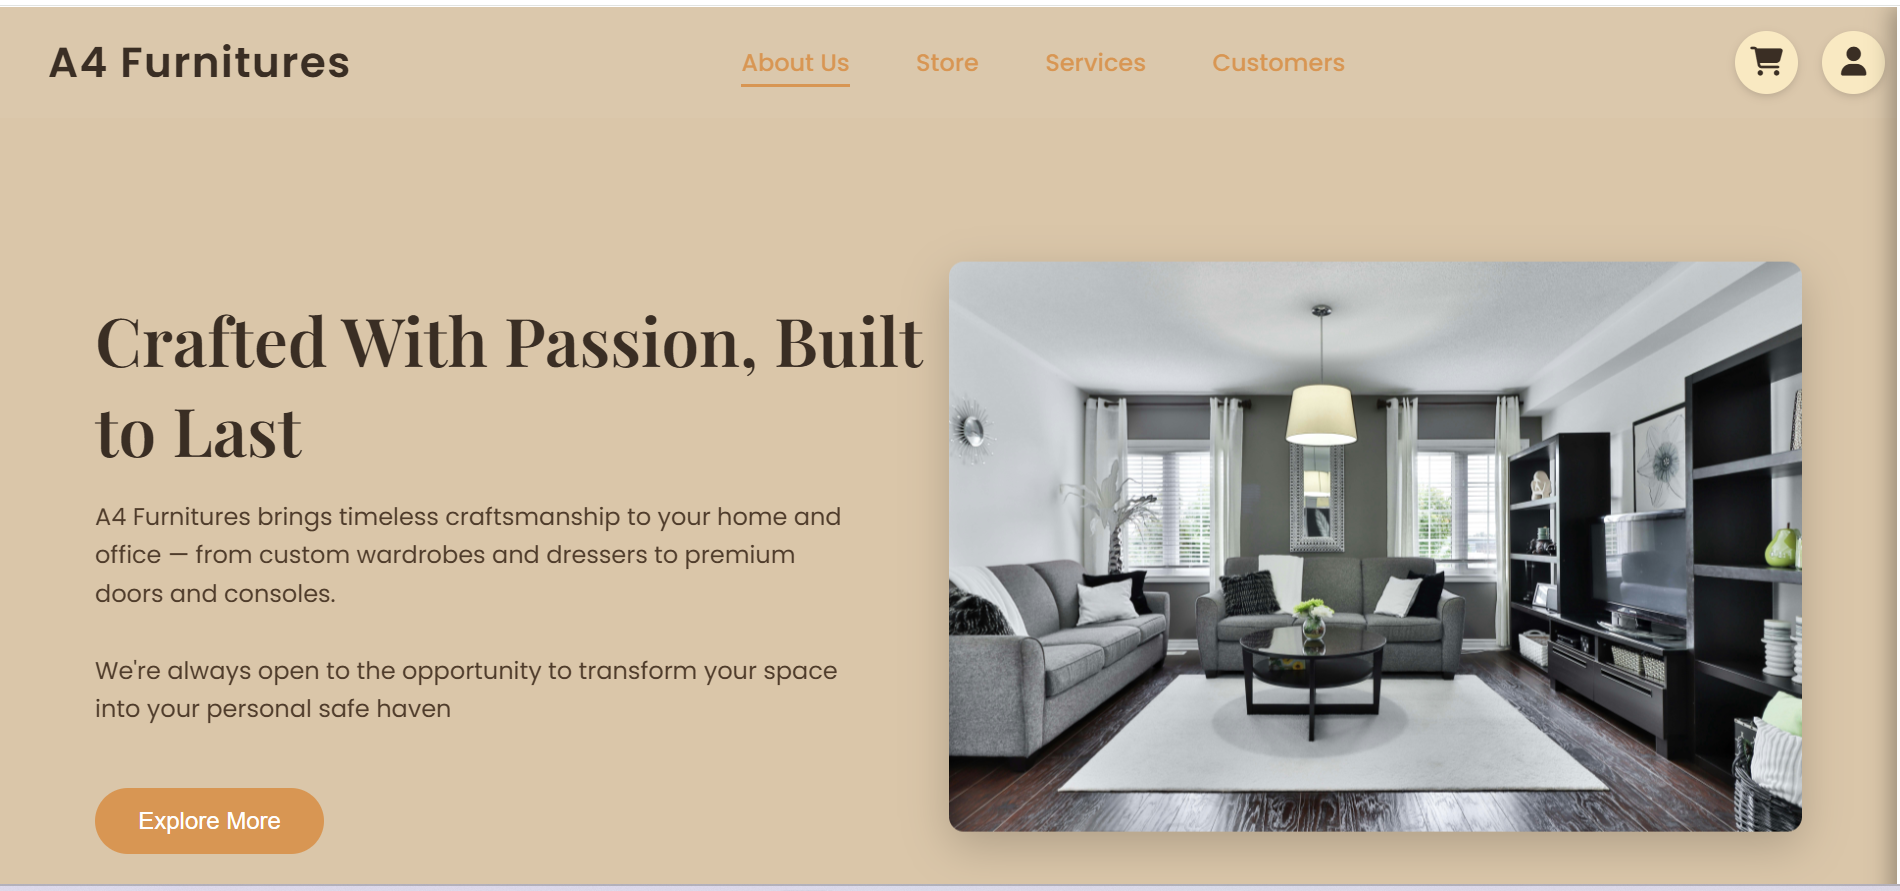 A4 Furnitures
About Us
Store
Services
Customers
Crafted With Passion, Built
to Last
A4 Furnitures brings timeless craftsmanship to your home and
office — from custom wardrobes and dressers to premium
doors and consoles.
We're always open to the opportunity to transform your space
into your personal safe haven
Explore More